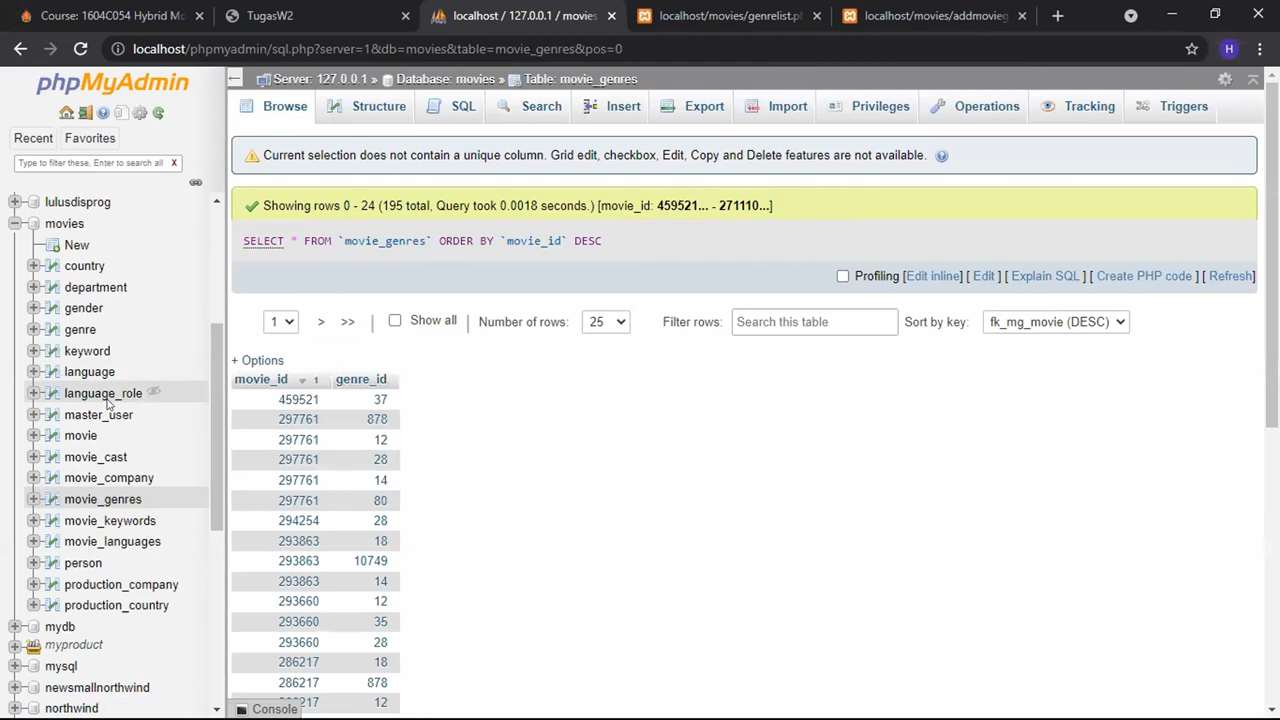 Course: 1604C05 Hybrid Mo
TugasW2
localhost / 127.0.0.1 / movies
localhost/movies/genrelist.p
localhost/movies/addmovieg
localhost/phpmyadmin/sql.php?server=1&db=movies&table=movie_genres&pos=0
H
phpMyAdmin
Recent
Favorites
Type to filter these, Enter to search all
X
lulusdisprog
movies
New
country
department
gender
genre
keyword
language
language_role
master_user
movie
movie_cast
movie_company
movie_genres
movie_keywords
movie_languages
person
production_company
production_country
mydb
myproduct
mysql
newsmallnorthwind
northwind
Server: 127.0.0.1 » Database: movies » Table: movie_genres
Browse Structure SQL Search Insert Export Import Privileges Operations Tracking Triggers
Current selection does not contain a unique column. Grid edit, checkbox, Edit, Copy and Delete features are not available.
Showing rows 0 - 24 (195 total, Query took 0.0018 seconds.) [movie_id: 459521... - 271110...]
SELECT * FROM `movie_genres` ORDER BY `movie_id` DESC
Profiling [Edit inline] [ Edit ] [ Explain SQL ] [ Create PHP code ] [ Refresh]
1 > >> Show all Number of rows: 25 Filter rows: Search this table Sort by key: fk_mg_movie (DESC)
+ Options
movie_id 1 genre_id
459521 37
297761 878
297761 12
297761 28
297761 14
297761 80
294254 28
293863 18
293863 10749
293863 14
293660 12
293660 35
293660 28
286217 18
286217 878
286217 12
Console